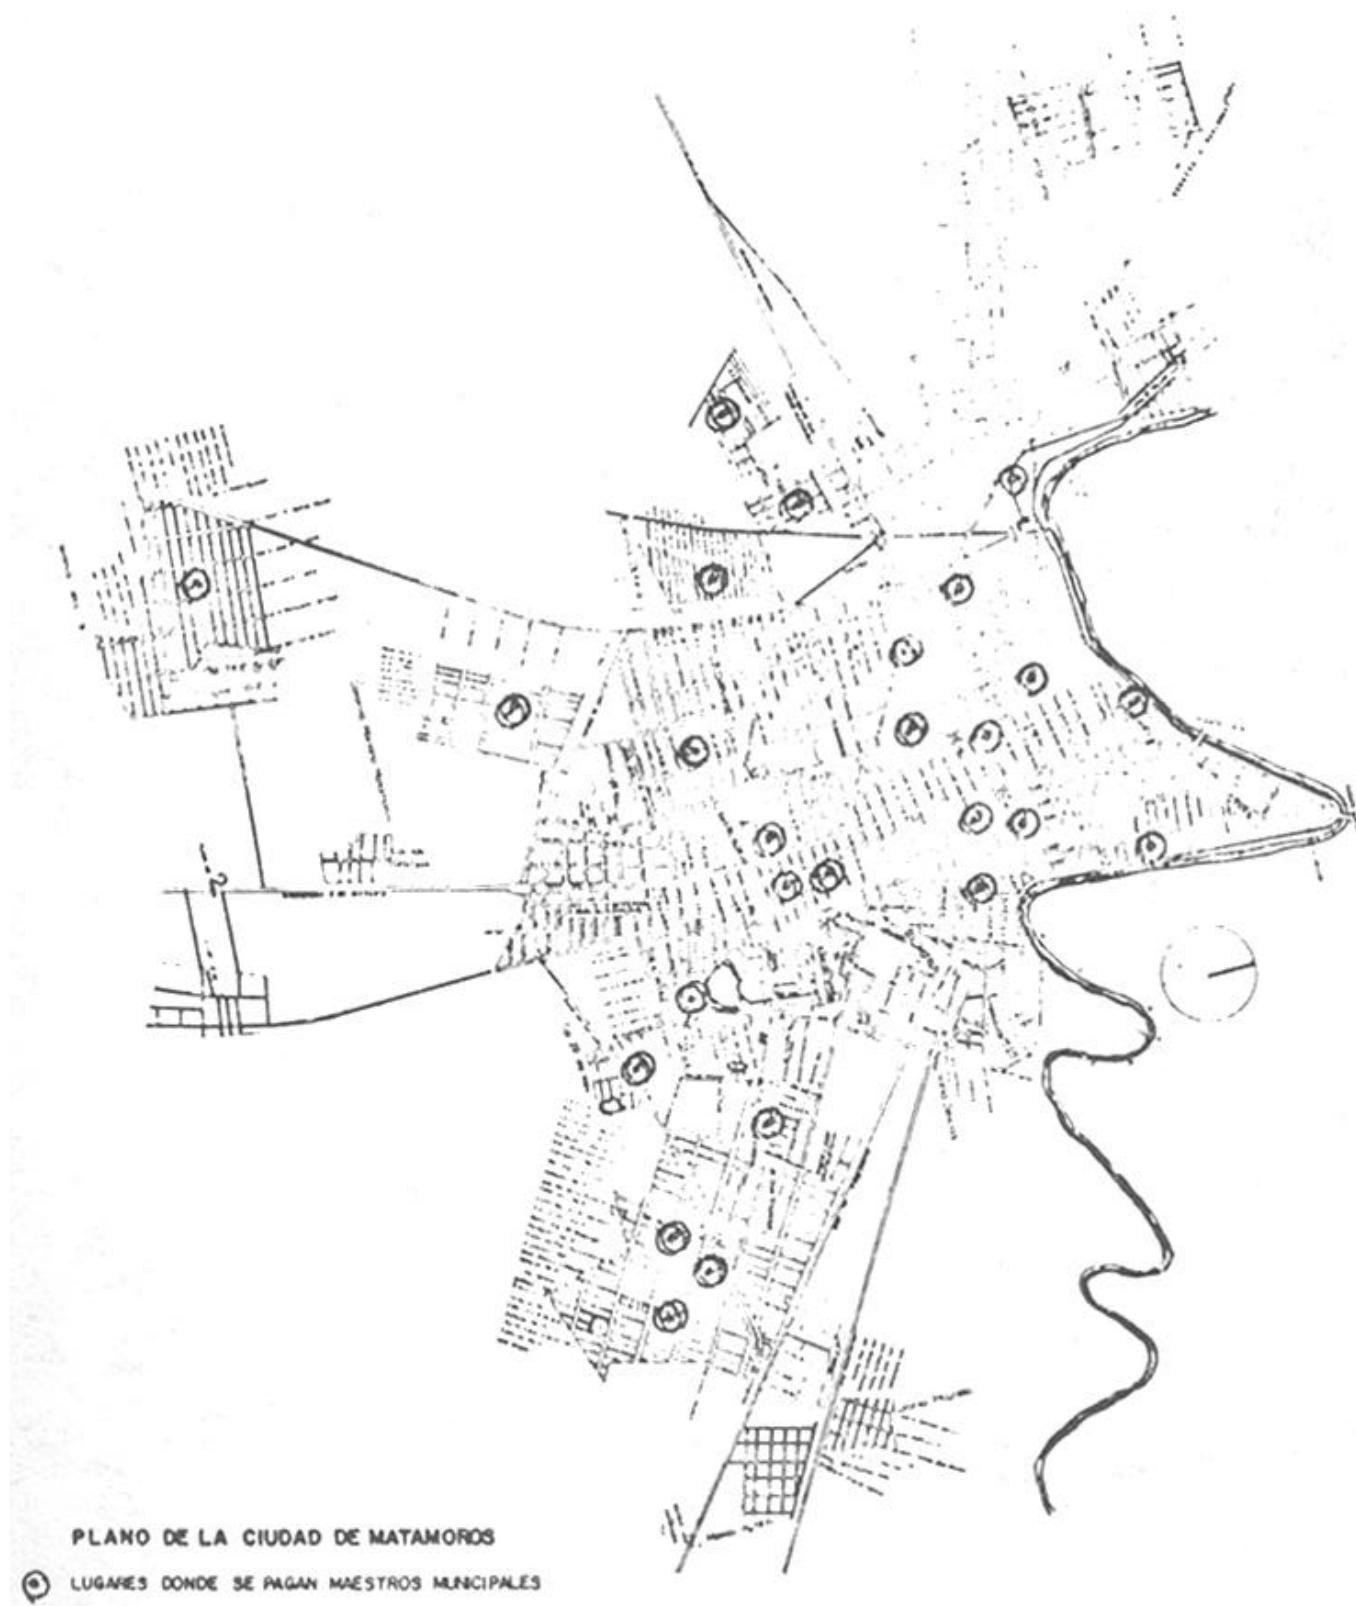 PLANO DE LA CIUDAD DE MATAMOROS
LUGARES DONDE SE PAGAN MAESTROS MUNICIPALES